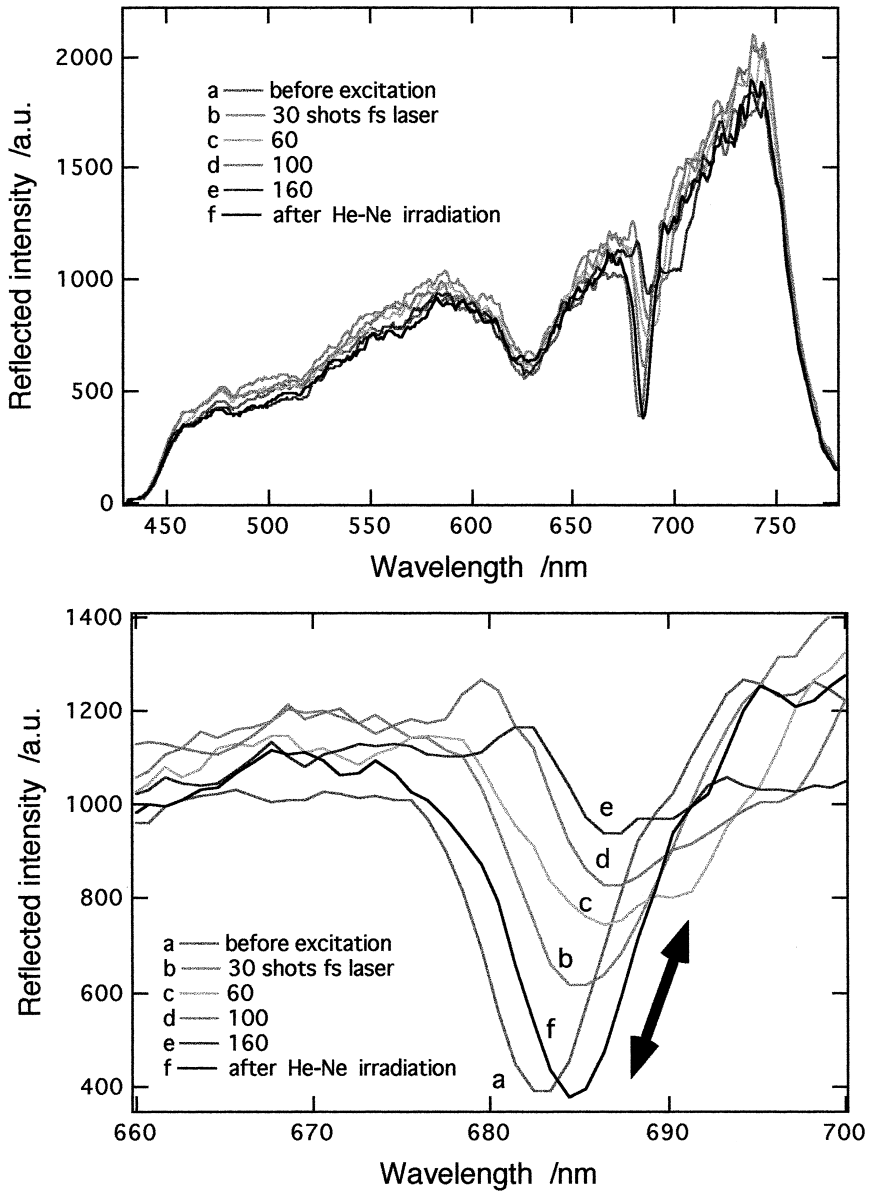 2000
1500
1000
500
0
Reflected intensity /a.u.
a — before excitation
b — 30 shots fs laser
c — 60
d — 100
e — 160
f — after He-Ne irradiation
450 500 550 600 650 700 750
Wavelength /nm
1400
1200
1000
800
600
400
Reflected intensity /a.u.
e
d
c
b
f
a
a — before excitation
b — 30 shots fs laser
c — 60
d — 100
e — 160
f — after He-Ne irradiation
660 670 680 690 700
Wavelength /nm